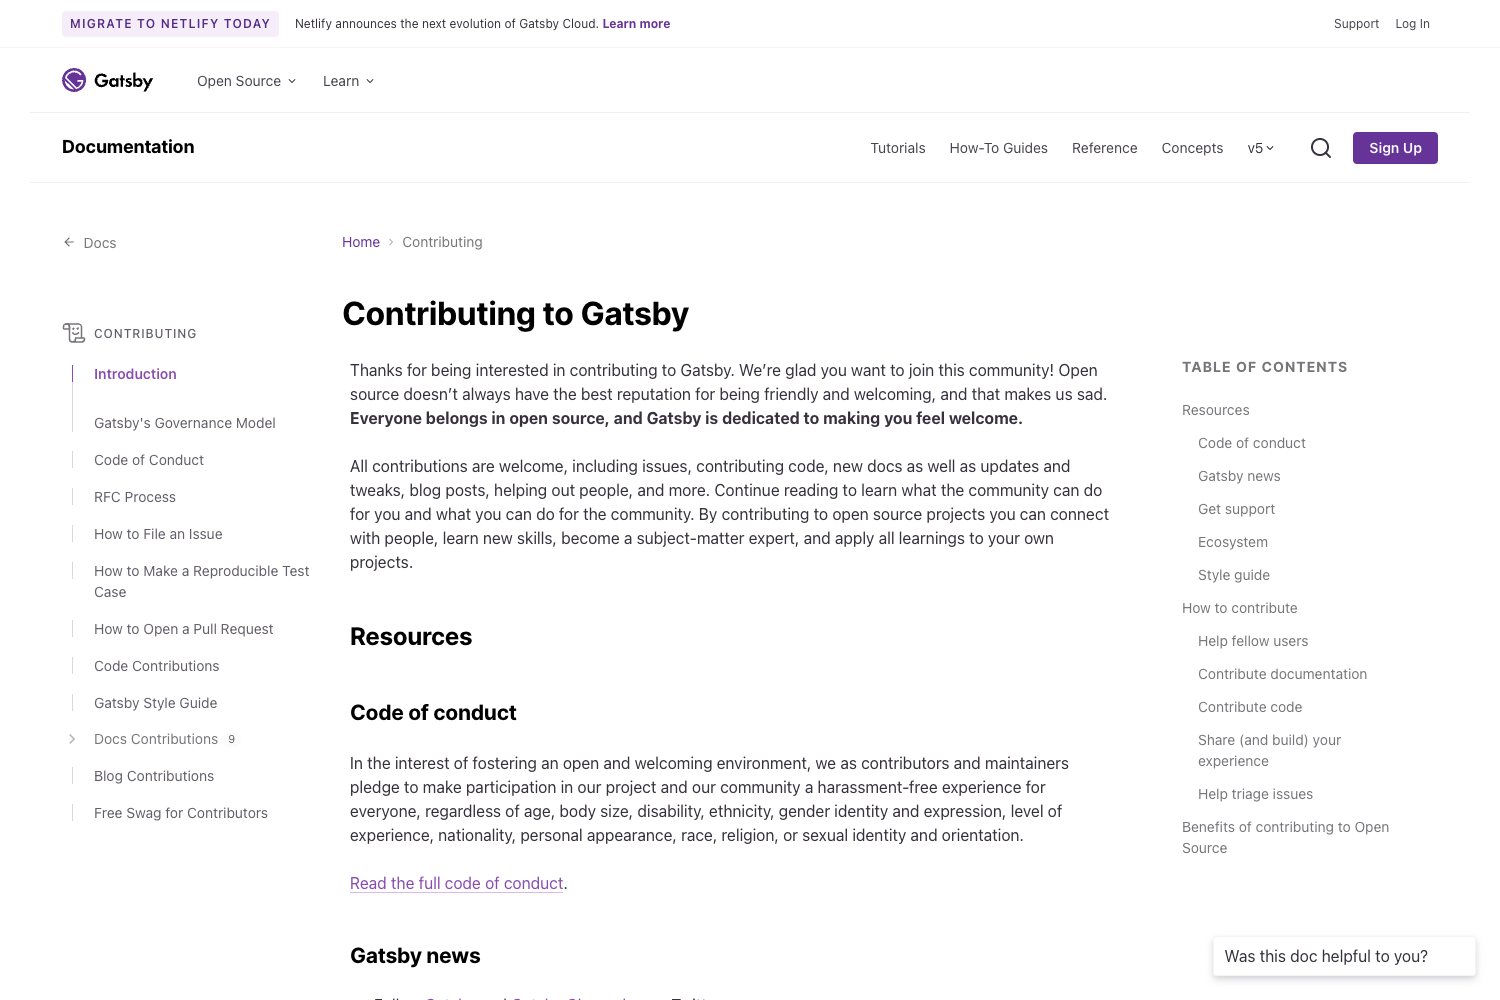 MIGRATE TO NETLIFY TODAY
Netlify announces the next evolution of Gatsby Cloud. Learn more
Support
Log In
Gatsby
Open Source
Learn
Documentation
Tutorials
How-To Guides
Reference
Concepts
v5
Sign Up
Docs
CONTRIBUTING
Introduction
Gatsby's Governance Model
Code of Conduct
RFC Process
How to File an Issue
How to Make a Reproducible Test
Case
How to Open a Pull Request
Code Contributions
Gatsby Style Guide
Docs Contributions 9
Blog Contributions
Free Swag for Contributors
Home
Contributing
Contributing to Gatsby
Thanks for being interested in contributing to Gatsby. We’re glad you want to join this community! Open
source doesn’t always have the best reputation for being friendly and welcoming, and that makes us sad.
Everyone belongs in open source, and Gatsby is dedicated to making you feel welcome.
All contributions are welcome, including issues, contributing code, new docs as well as updates and
tweaks, blog posts, helping out people, and more. Continue reading to learn what the community can do
for you and what you can do for the community. By contributing to open source projects you can connect
with people, learn new skills, become a subject-matter expert, and apply all learnings to your own
projects.
Resources
Code of conduct
In the interest of fostering an open and welcoming environment, we as contributors and maintainers
pledge to make participation in our project and our community a harassment-free experience for
everyone, regardless of age, body size, disability, ethnicity, gender identity and expression, level of
experience, nationality, personal appearance, race, religion, or sexual identity and orientation.
Read the full code of conduct.
Gatsby news
TABLE OF CONTENTS
Resources
Code of conduct
Gatsby news
Get support
Ecosystem
Style guide
How to contribute
Help fellow users
Contribute documentation
Contribute code
Share (and build) your
experience
Help triage issues
Benefits of contributing to Open
Source
Was this doc helpful to you?